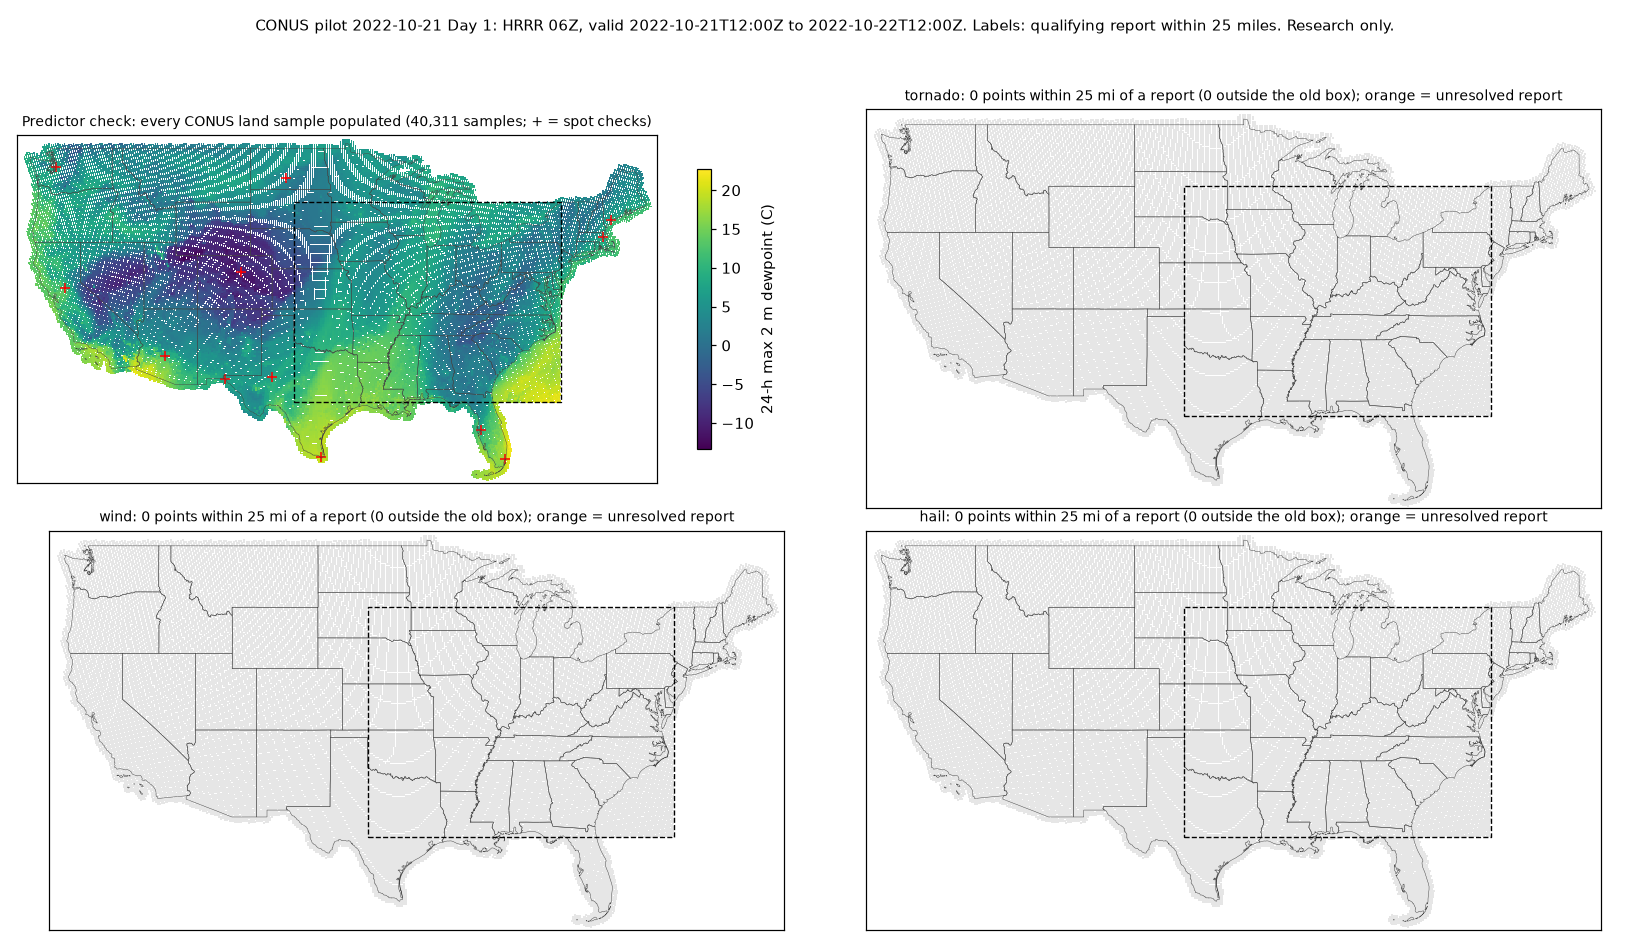 CONUS pilot 2022-10-21 Day 1: HRRR 06Z, valid 2022-10-21T12:00Z to 2022-10-22T12:00Z. Labels: qualifying report within 25 miles. Research only.
Predictor check: every CONUS land sample populated (40,311 samples; + = spot checks)
20
15
10
5
0
−5
−10
24-h max 2 m dewpoint (C)
tornado: 0 points within 25 mi of a report (0 outside the old box); orange = unresolved report
wind: 0 points within 25 mi of a report (0 outside the old box); orange = unresolved report
hail: 0 points within 25 mi of a report (0 outside the old box); orange = unresolved report